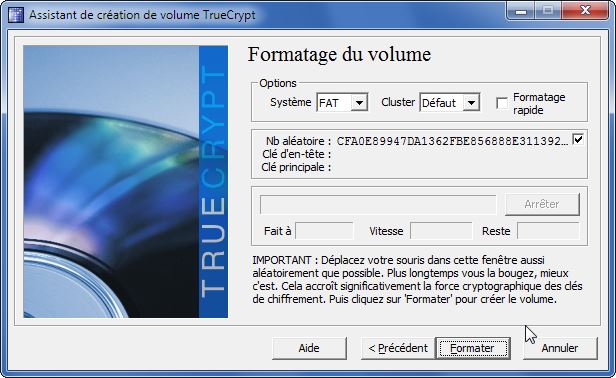 Assistant de création de volume TrueCrypt
TRUECRYPT
Formatage du volume
Options
Système FAT Cluster Défaut Formatage rapide
Nb aléatoire : CFA0E89947DA1362FBE856888E311392...
Clé d'en-tête :
Clé principale :
Arrêter
Fait à Vitesse Reste
IMPORTANT : Déplacez votre souris dans cette fenêtre aussi
aléatoirement que possible. Plus longtemps vous la bougez, mieux
c'est. Cela accroît significativement la force cryptographique des clés
de chiffrement. Puis cliquez sur 'Formater' pour créer le volume.
Aide < Précédent Formater Annuler